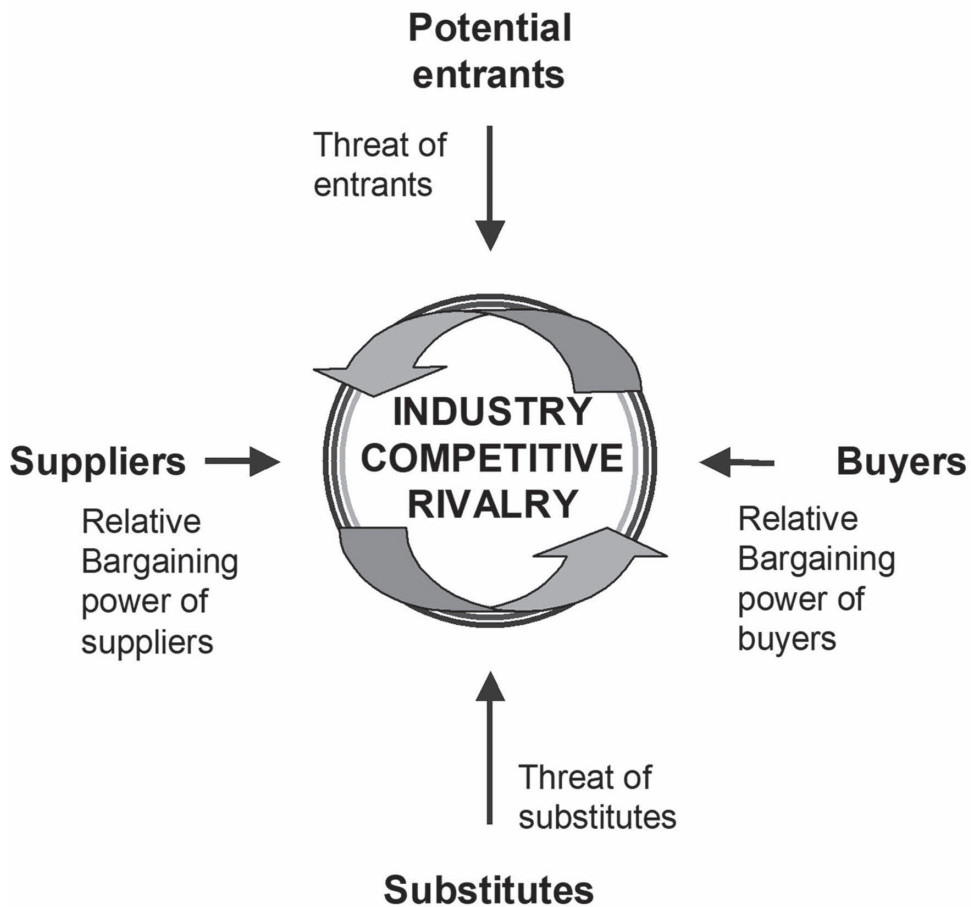 Potential
entrants
Threat of
entrants
INDUSTRY
COMPETITIVE
RIVALRY
Suppliers
Relative
Bargaining
power of
suppliers
Buyers
Relative
Bargaining
power of
buyers
Threat of
substitutes
Substitutes